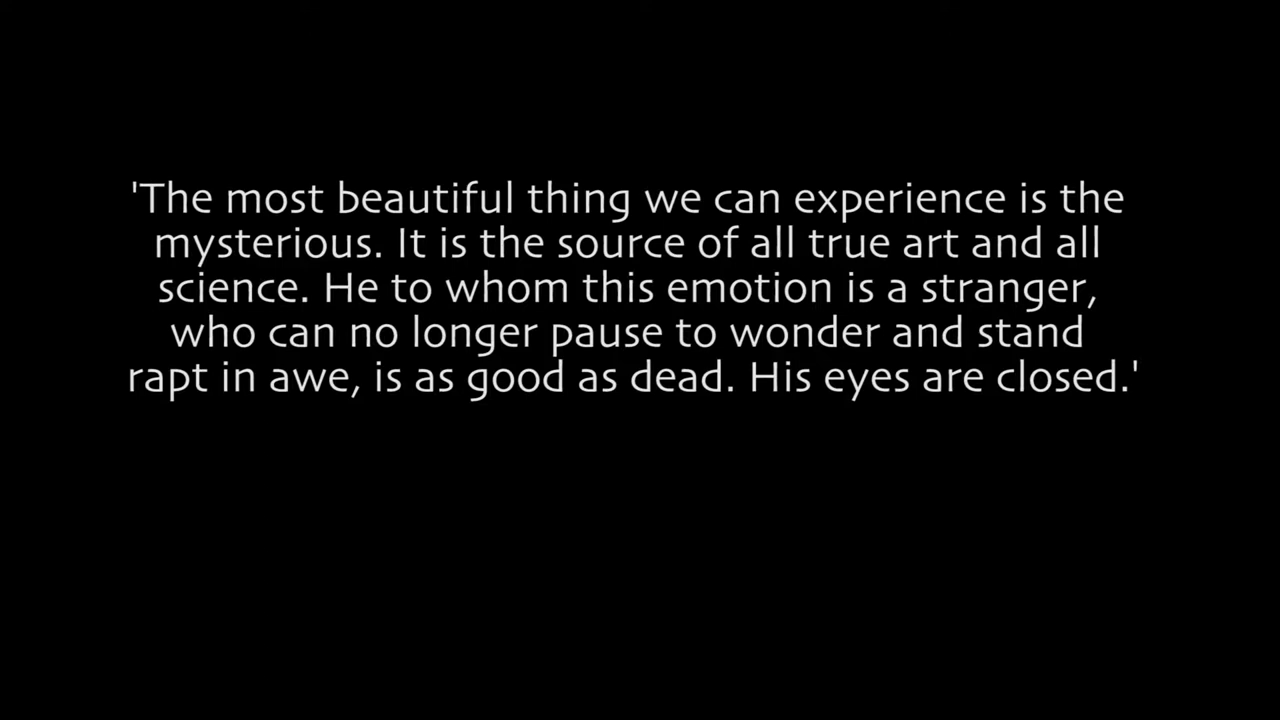 'The most beautiful thing we can experience is the
mysterious. It is the source of all true art and all
science. He to whom this emotion is a stranger,
who can no longer pause to wonder and stand
rapt in awe, is as good as dead. His eyes are closed.'